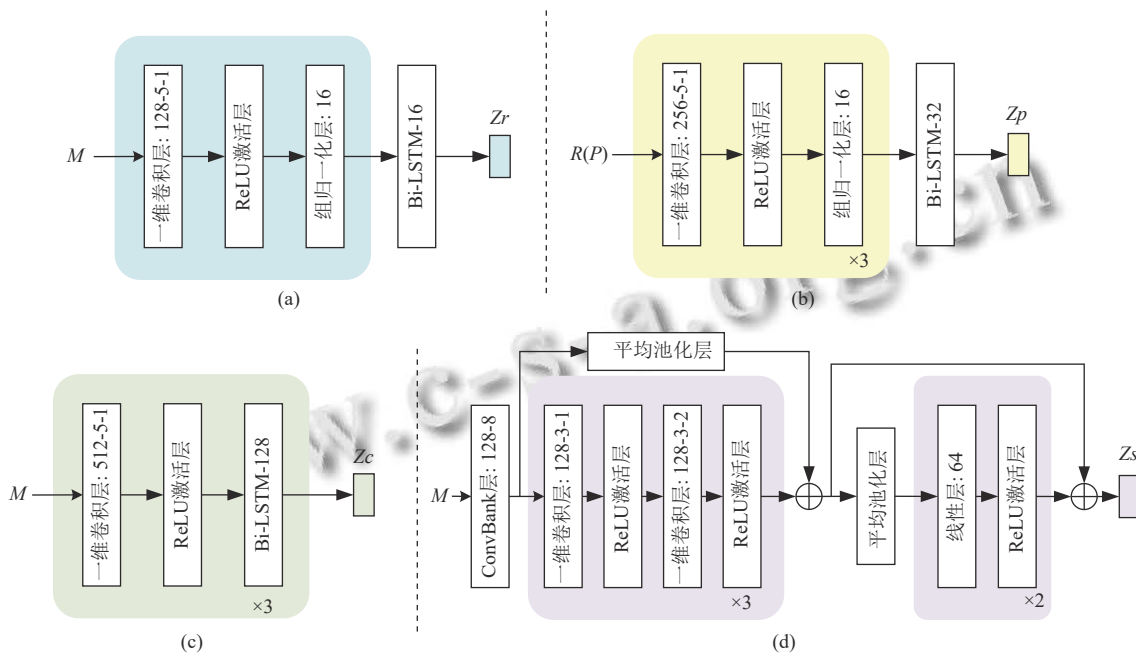 M
一维卷积层: 128-5-1
ReLU激活层
组归一化层: 16
Bi-LSTM-16
Zr
(a)
R(P)
一维卷积层: 256-5-1
ReLU激活层
组归一化层: 16
×3
Bi-LSTM-32
Zp
(b)
M
一维卷积层: 512-5-1
ReLU激活层
Bi-LSTM-128
×3
Zc
(c)
平均池化层
M
ConvBank层: 128-8
一维卷积层: 128-3-1
ReLU激活层
一维卷积层: 128-3-2
ReLU激活层
×3
平均池化层
线性层: 64
ReLU激活层
×2
Zs
(d)
w.c-s-a.org.cn